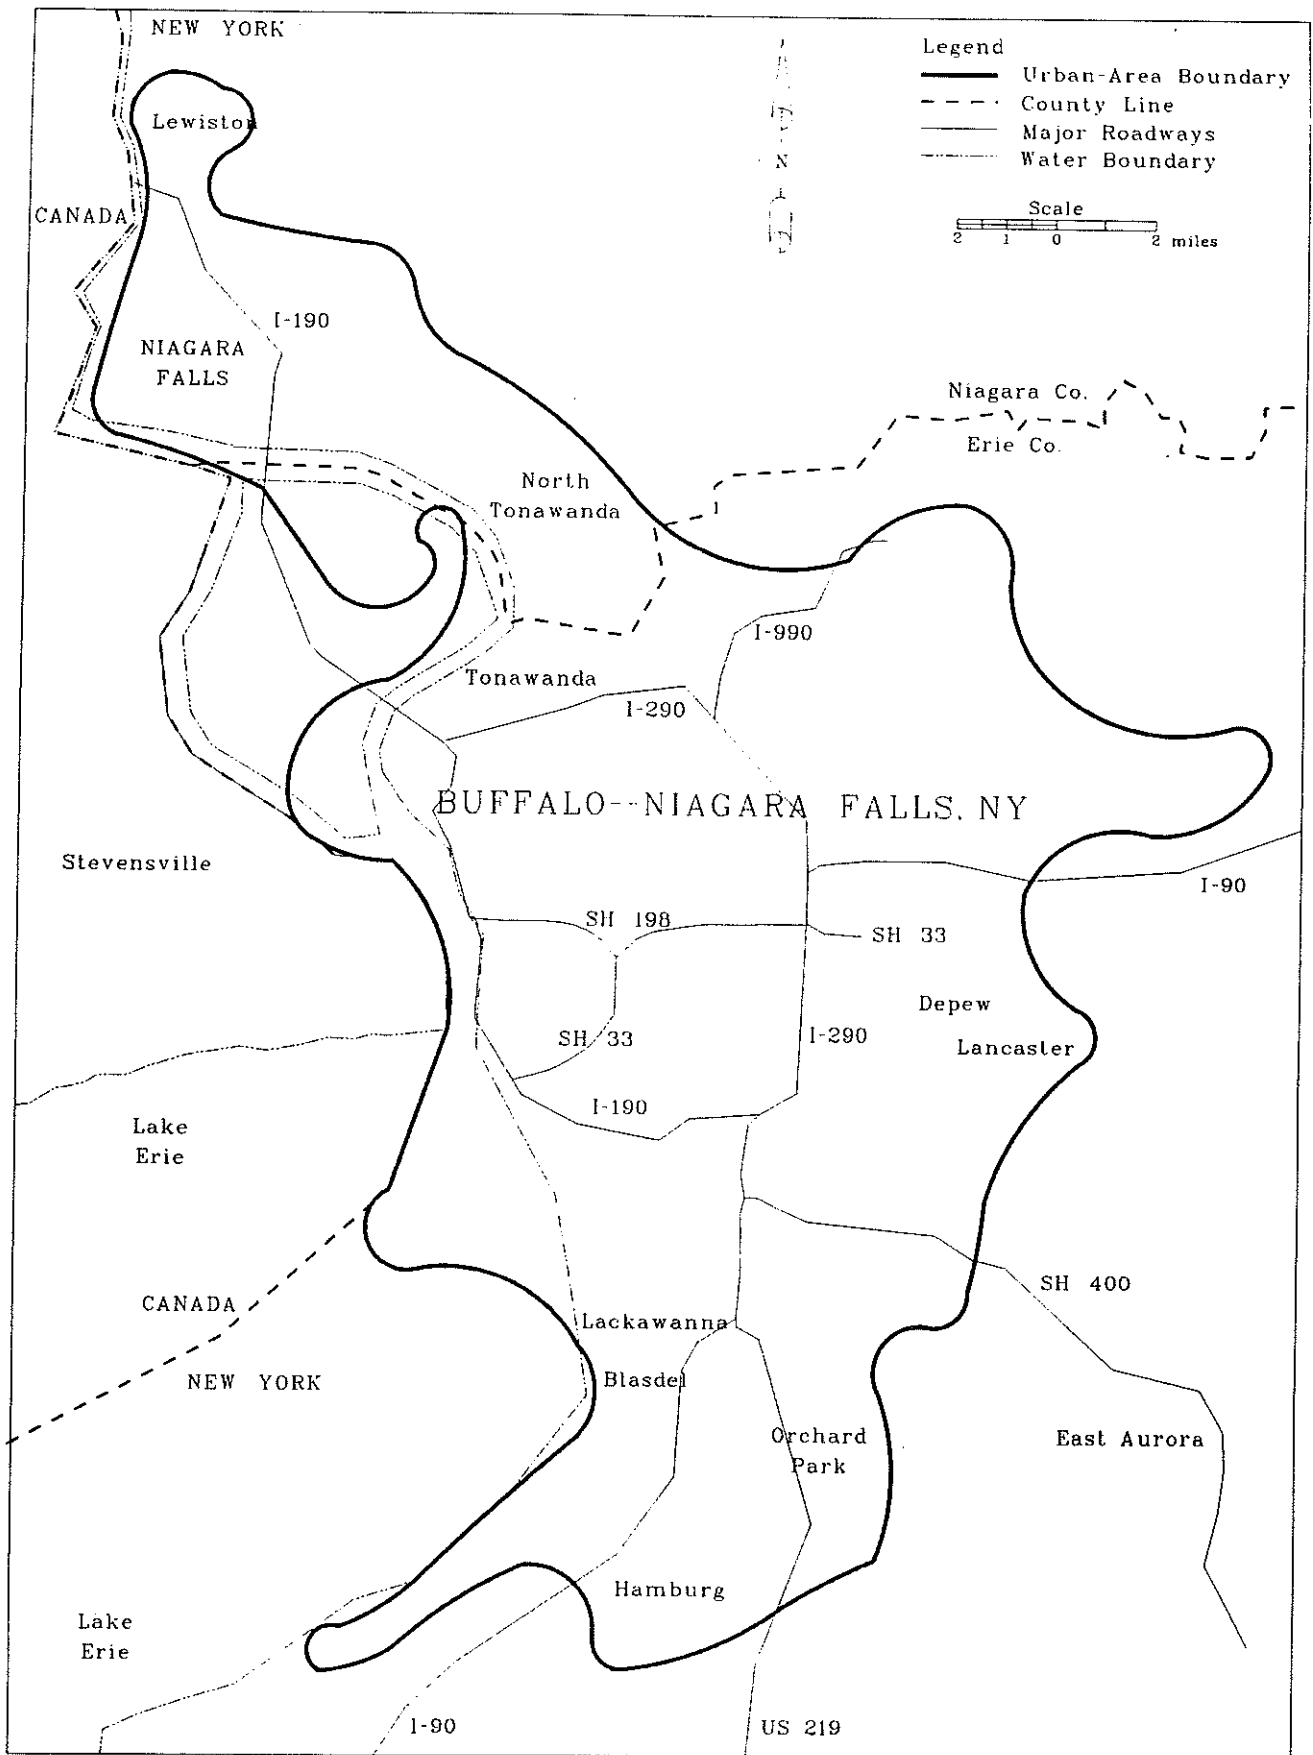 NEW YORK
Legend
Urban-Area Boundary
County Line
Major Roadways
Water Boundary
Lewiston
N
CANADA
Scale
2 1 0 2 miles
I-190
NIAGARA
FALLS
Niagara Co.
Erie Co.
North
Tonawanda
I-990
Tonawanda
I-290
BUFFALO--NIAGARA FALLS, NY
Stevensville
I-90
SH 198
SH 33
Depew
SH 33
I-290
Lancaster
I-190
Lake
Erie
SH 400
CANADA
Lackawanna
NEW YORK
Blasdel
Orchard
Park
East Aurora
Hamburg
Lake
Erie
I-90
US 219